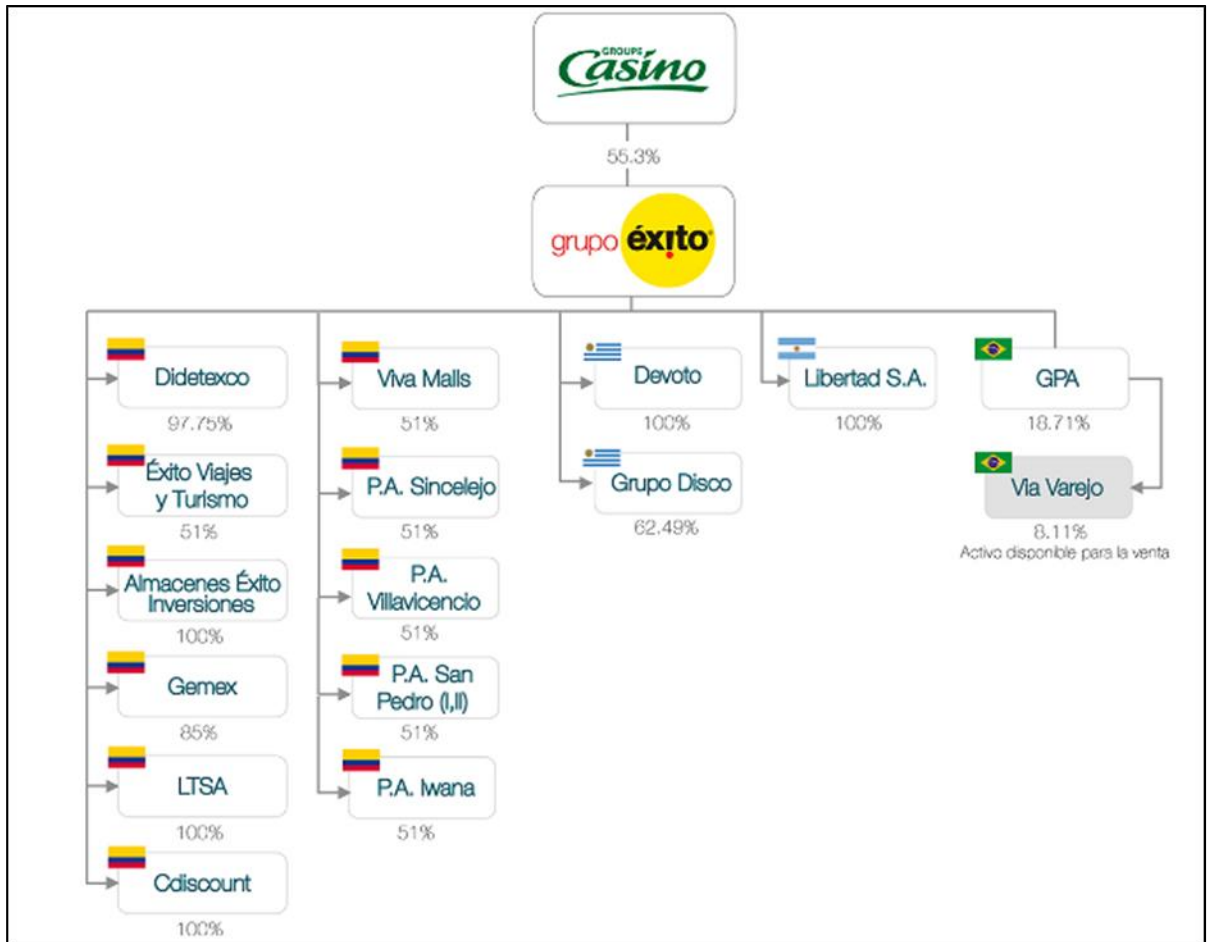 GROUPE
Casino
55.3%
grupo éxito
Didetexco
97.75%
Éxito Viajes
y Turismo
51%
Almacenes Éxito
Inversiones
100%
Gemex
85%
LTSA
100%
Cdiscount
100%
Viva Malls
51%
P.A. Sincelejo
51%
P.A.
Villavicencio
51%
P.A. San
Pedro (I,II)
51%
P.A. Iwana
51%
Devoto
100%
Grupo Disco
62.49%
Libertad S.A.
100%
GPA
18.71%
Via Varejo
8.11%
Activo disponible para la venta